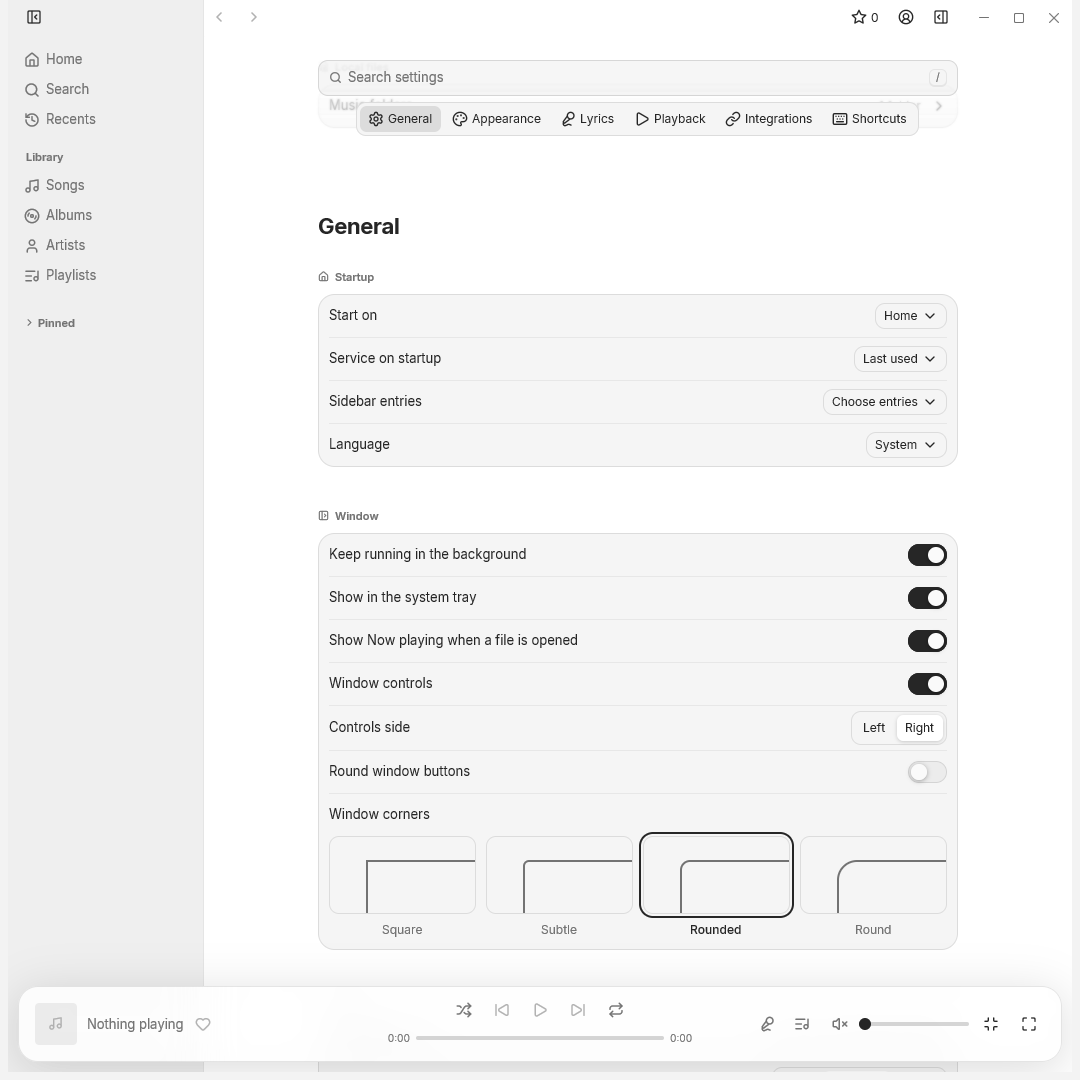 0
Home
Search
Recents
Library
Songs
Albums
Artists
Playlists
Pinned
Search settings
/
General
Appearance
Lyrics
Playback
Integrations
Shortcuts
General
Startup
Start on
Home
Service on startup
Last used
Sidebar entries
Choose entries
Language
System
Window
Keep running in the background
Show in the system tray
Show Now playing when a file is opened
Window controls
Controls side
Left
Right
Round window buttons
Window corners
Square
Subtle
Rounded
Round
Nothing playing
0:00
0:00